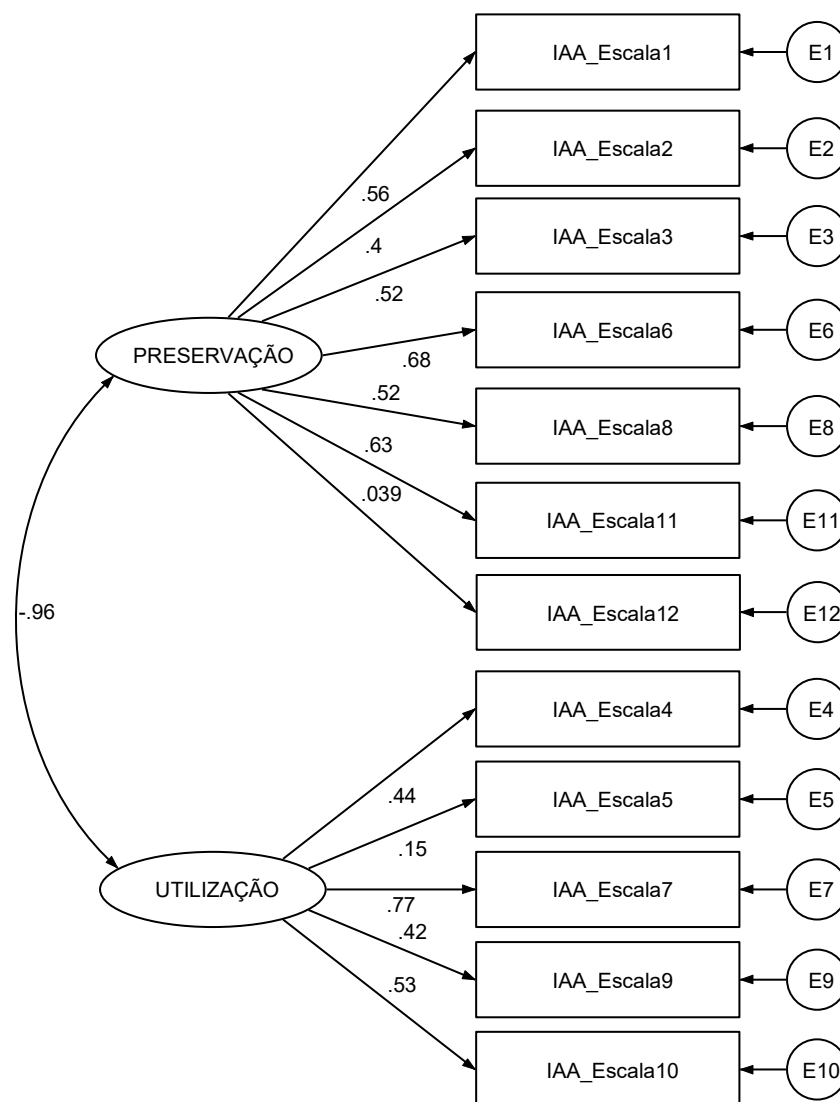 IAA_Escala1
E1
IAA_Escala2
E2
.56
IAA_Escala3
E3
.4
.52
IAA_Escala6
E6
PRESERVAÇÃO
.68
.52
IAA_Escala8
E8
.63
.039
IAA_Escala11
E11
-.96
IAA_Escala12
E12
IAA_Escala4
E4
.44
IAA_Escala5
E5
.15
UTILIZAÇÃO
IAA_Escala7
E7
.77
.42
IAA_Escala9
E9
.53
IAA_Escala10
E10